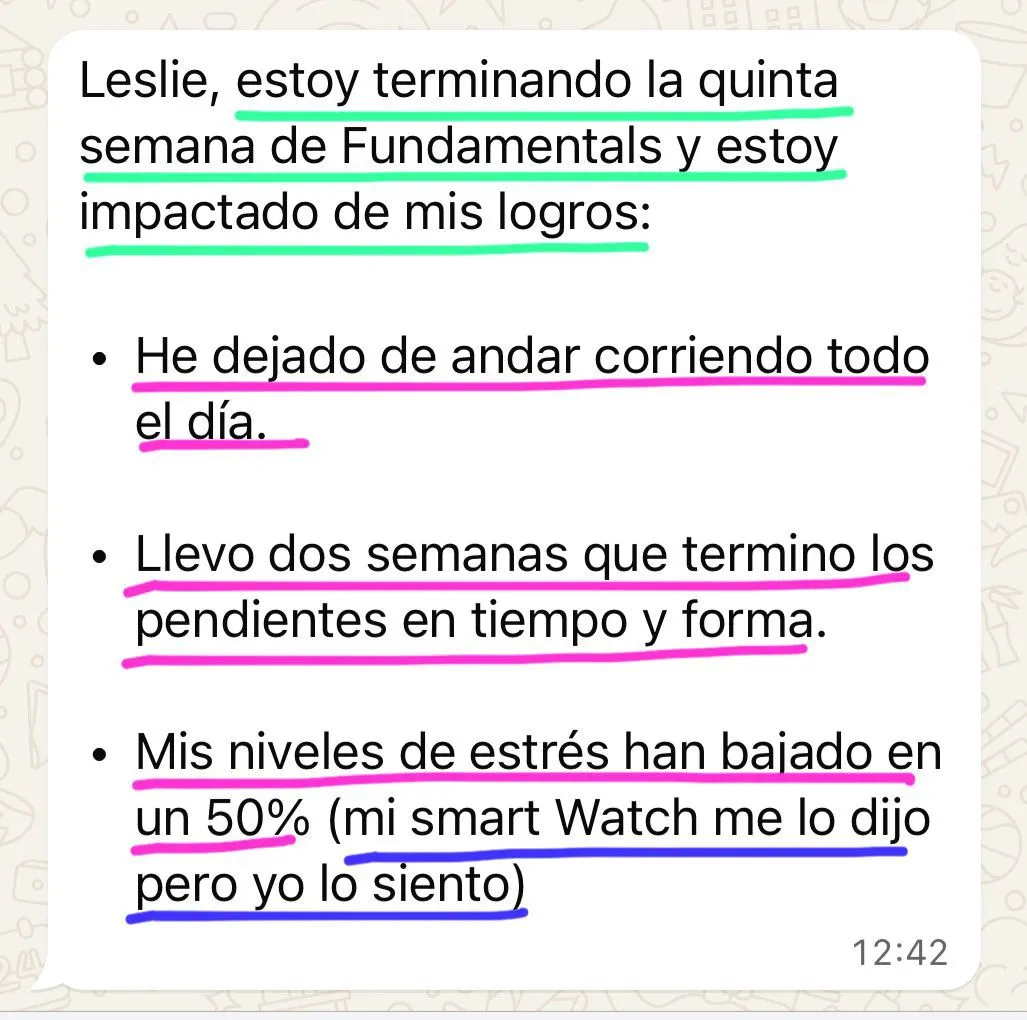 Leslie, estoy terminando la quinta
semana de Fundamentals y estoy
impactado de mis logros:
• He dejado de andar corriendo todo
el día.
• Llevo dos semanas que termino los
pendientes en tiempo y forma.
• Mis niveles de estrés han bajado en
un 50% (mi smart Watch me lo dijo
pero yo lo siento)
12:42